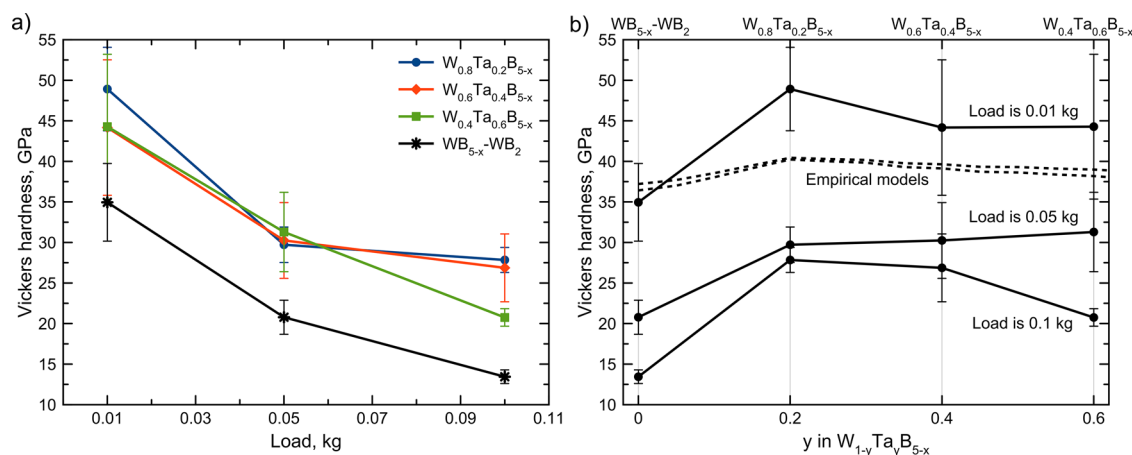 a)
Vickers hardness, GPa
55
50
45
40
35
30
25
20
15
10
0.01
0.03
0.05
0.07
0.09
0.11
Load, kg
W0.8Ta0.2B5-x
W0.6Ta0.4B5-x
W0.4Ta0.6B5-x
WB5-x-WB2
b)
WB5-x-WB2
W0.8Ta0.2B5-x
W0.6Ta0.4B5-x
W0.4Ta0.6B5-x
Vickers hardness, GPa
55
50
45
40
35
30
25
20
15
10
Load is 0.01 kg
Empirical models
Load is 0.05 kg
Load is 0.1 kg
0
0.2
0.4
0.6
y in W1-yTayB5-x